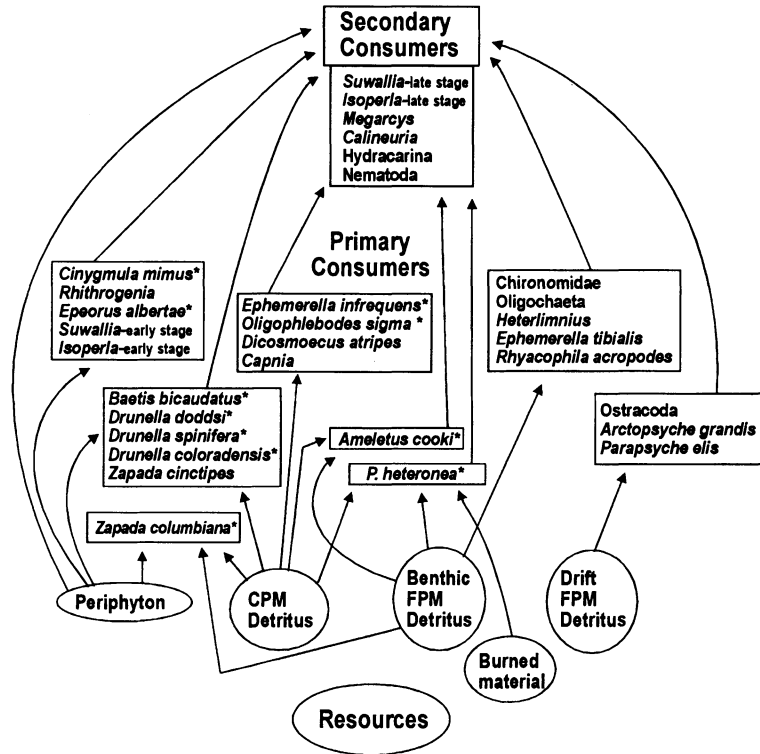 Secondary
Consumers
Suwallia-late stage
Isoperla-late stage
Megarcys
Calineuria
Hydracarina
Nematoda
Primary
Consumers
Cinygmula mimus*
Rhithrogenia
Epeorus albertae*
Suwallia-early stage
Isoperla-early stage
Ephemerella infrequens*
Oligophlebodes sigma *
Dicosmoecus atripes
Capnia
Chironomidae
Oligochaeta
Heterlimnius
Ephemerella tibialis
Rhyacophila acropodes
Baetis bicaudatus*
Drunella doddsi*
Drunella spinifera*
Drunella coloradensis*
Zapada cinctipes
Ameletus cooki*
P. heteronea*
Ostracoda
Arctopsyche grandis
Parapsyche elis
Zapada columbiana*
Periphyton
CPM
Detritus
Benthic
FPM
Detritus
Drift
FPM
Detritus
Burned
material
Resources